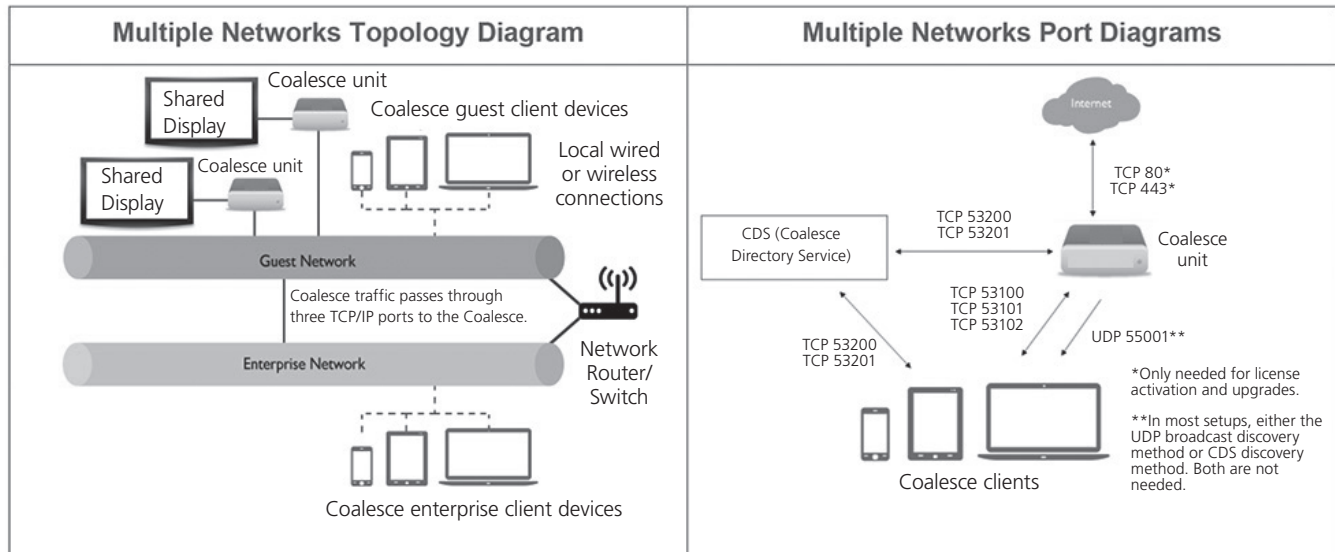 Multiple Networks Topology Diagram
Coalesce unit
Shared
Display
Coalesce guest client devices
Coalesce unit
Shared
Display
Local wired
or wireless
connections
Guest Network
Coalesce traffic passes through
three TCP/IP ports to the Coalesce.
Enterprise Network
Network
Router/
Switch
Coalesce enterprise client devices
Multiple Networks Port Diagrams
Internet
TCP 80*
TCP 443*
CDS (Coalesce
Directory Service)
TCP 53200
TCP 53201
Coalesce
unit
TCP 53100
TCP 53101
TCP 53102
UDP 55001**
TCP 53200
TCP 53201
*Only needed for license
activation and upgrades.
**In most setups, either the
UDP broadcast discovery
method or CDS discovery
method. Both are not
needed.
Coalesce clients